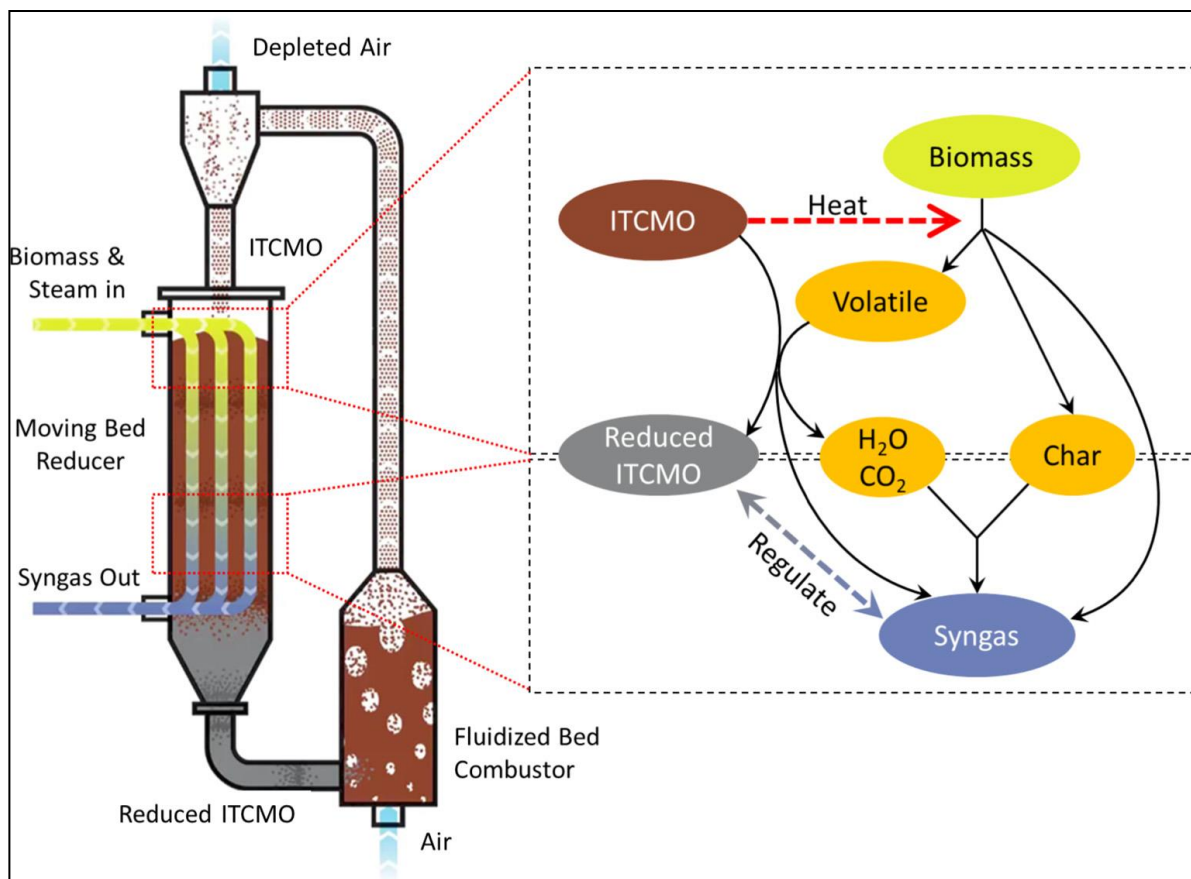 Depleted Air
ITCMO
Biomass &
Steam in
Moving Bed
Reducer
Syngas Out
Reduced ITCMO
Fluidized Bed
Combustor
Air
Biomass
ITCMO
Heat
Volatile
Reduced
ITCMO
H₂O
CO₂
Char
Regulate
Syngas